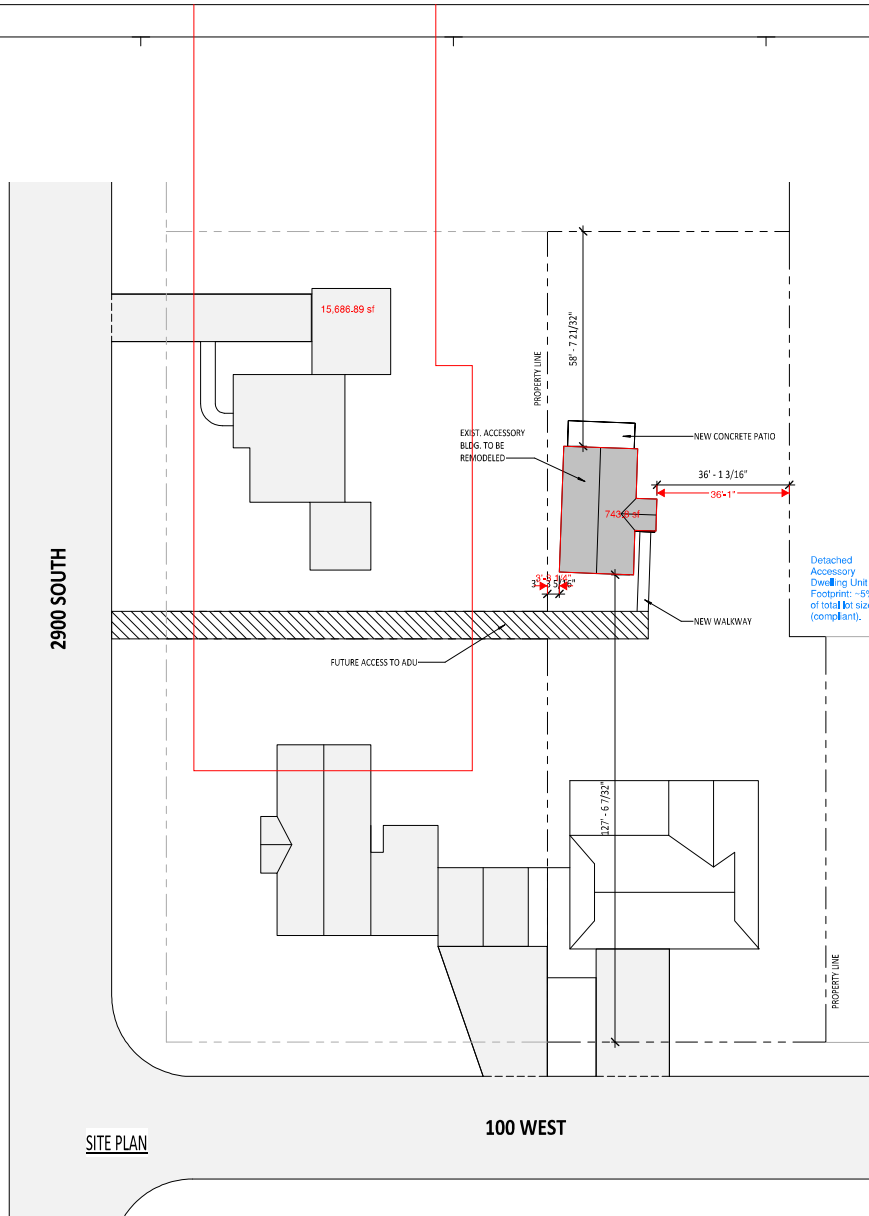 15,686.89 sf
58' - 7 21/32"
PROPERTY LINE
EXIST. ACCESSORY
BLDG. TO BE
REMODELED
NEW CONCRETE PATIO
36' - 1 3/16"
36'-1"
2900 SOUTH
Detached
Accessory
Dwelling Unit
Footprint: ~5%
of total lot size
(compliant).
NEW WALKWAY
FUTURE ACCESS TO ADU
127' - 6 7/32"
PROPERTY LINE
100 WEST
SITE PLAN